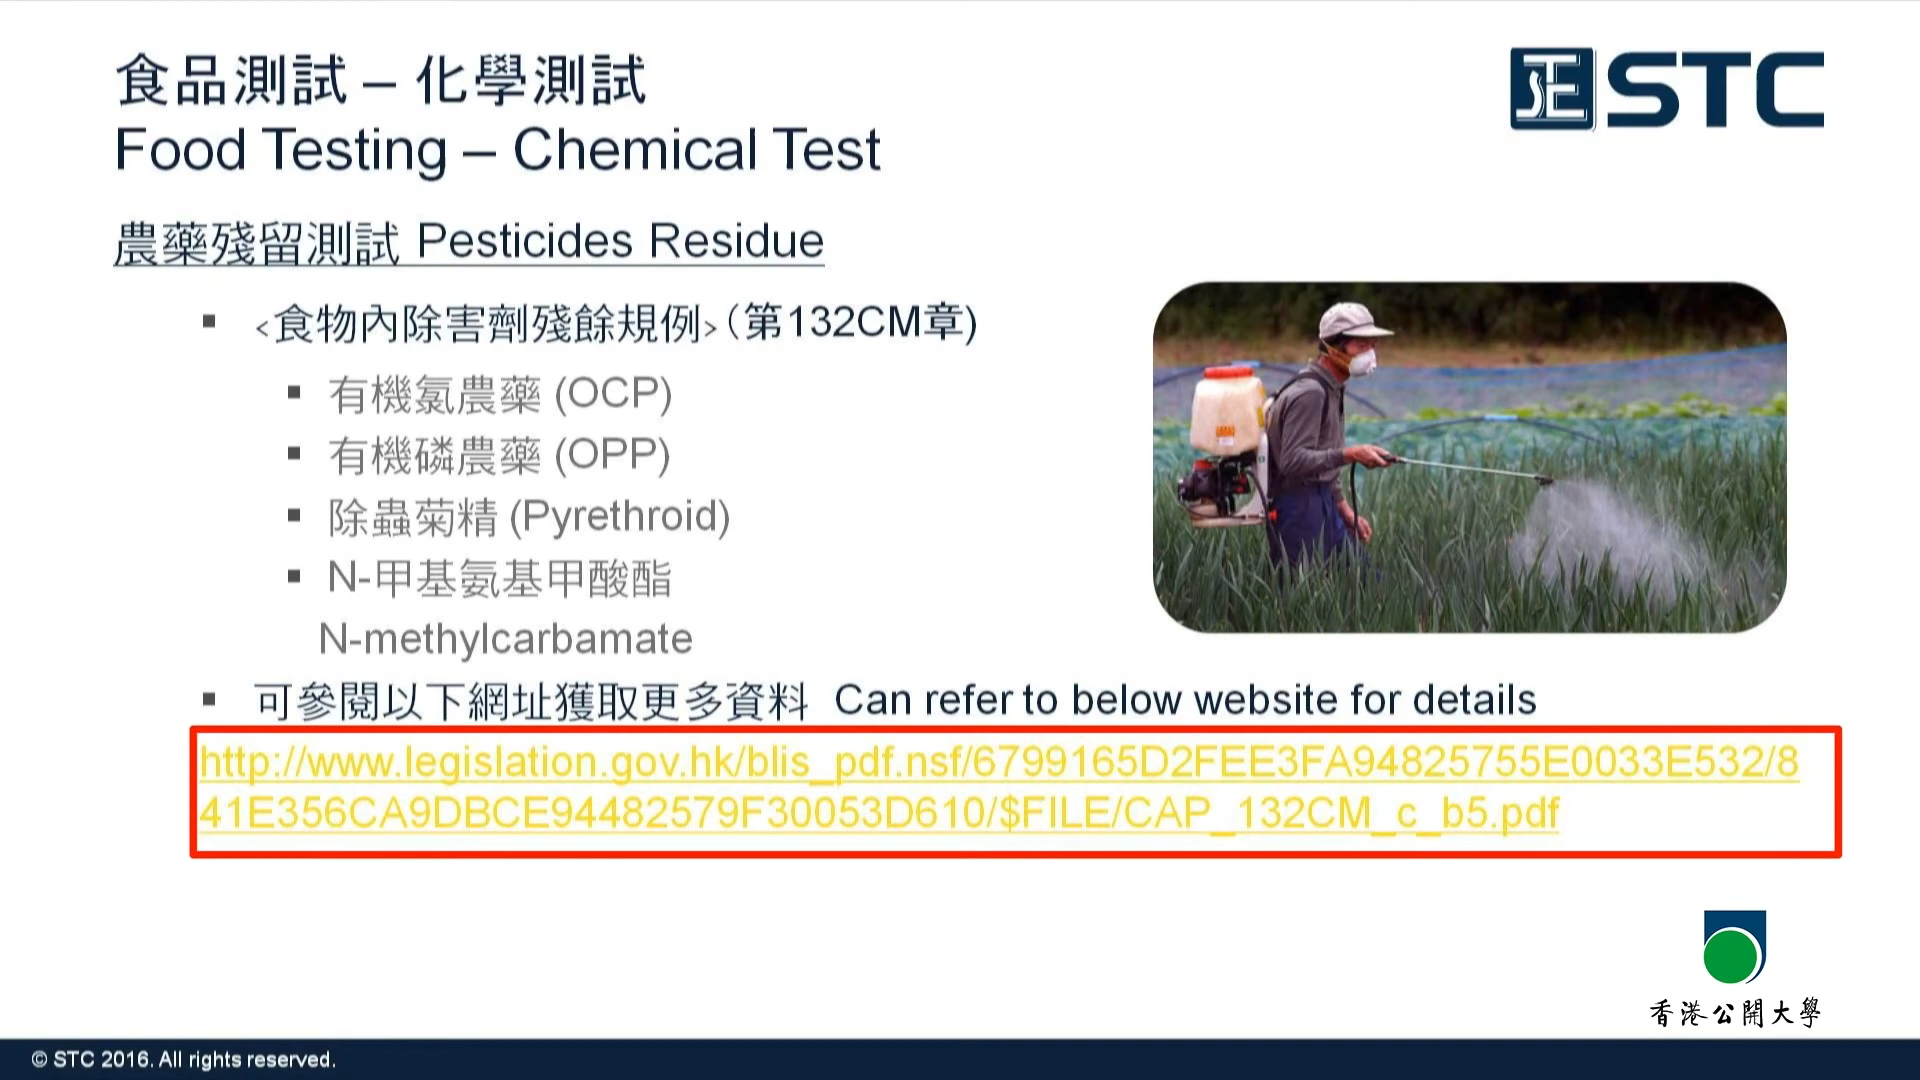 食品測試 – 化學測試
Food Testing – Chemical Test
STC
農藥殘留測試 Pesticides Residue
▪ <食物內除害劑殘餘規例> (第132CM章)
▪ 有機氯農藥 (OCP)
▪ 有機磷農藥 (OPP)
▪ 除蟲菊精 (Pyrethroid)
▪ N-甲基氨基甲酸酯
N-methylcarbamate
▪ 可參閱以下網址獲取更多資料 Can refer to below website for details
http://www.legislation.gov.hk/blis_pdf.nsf/6799165D2FEE3FA94825755E0033E532/8
41E356CA9DBCE94482579F30053D610/$FILE/CAP_132CM_c_b5.pdf
香港公開大學
© STC 2016. All rights reserved.